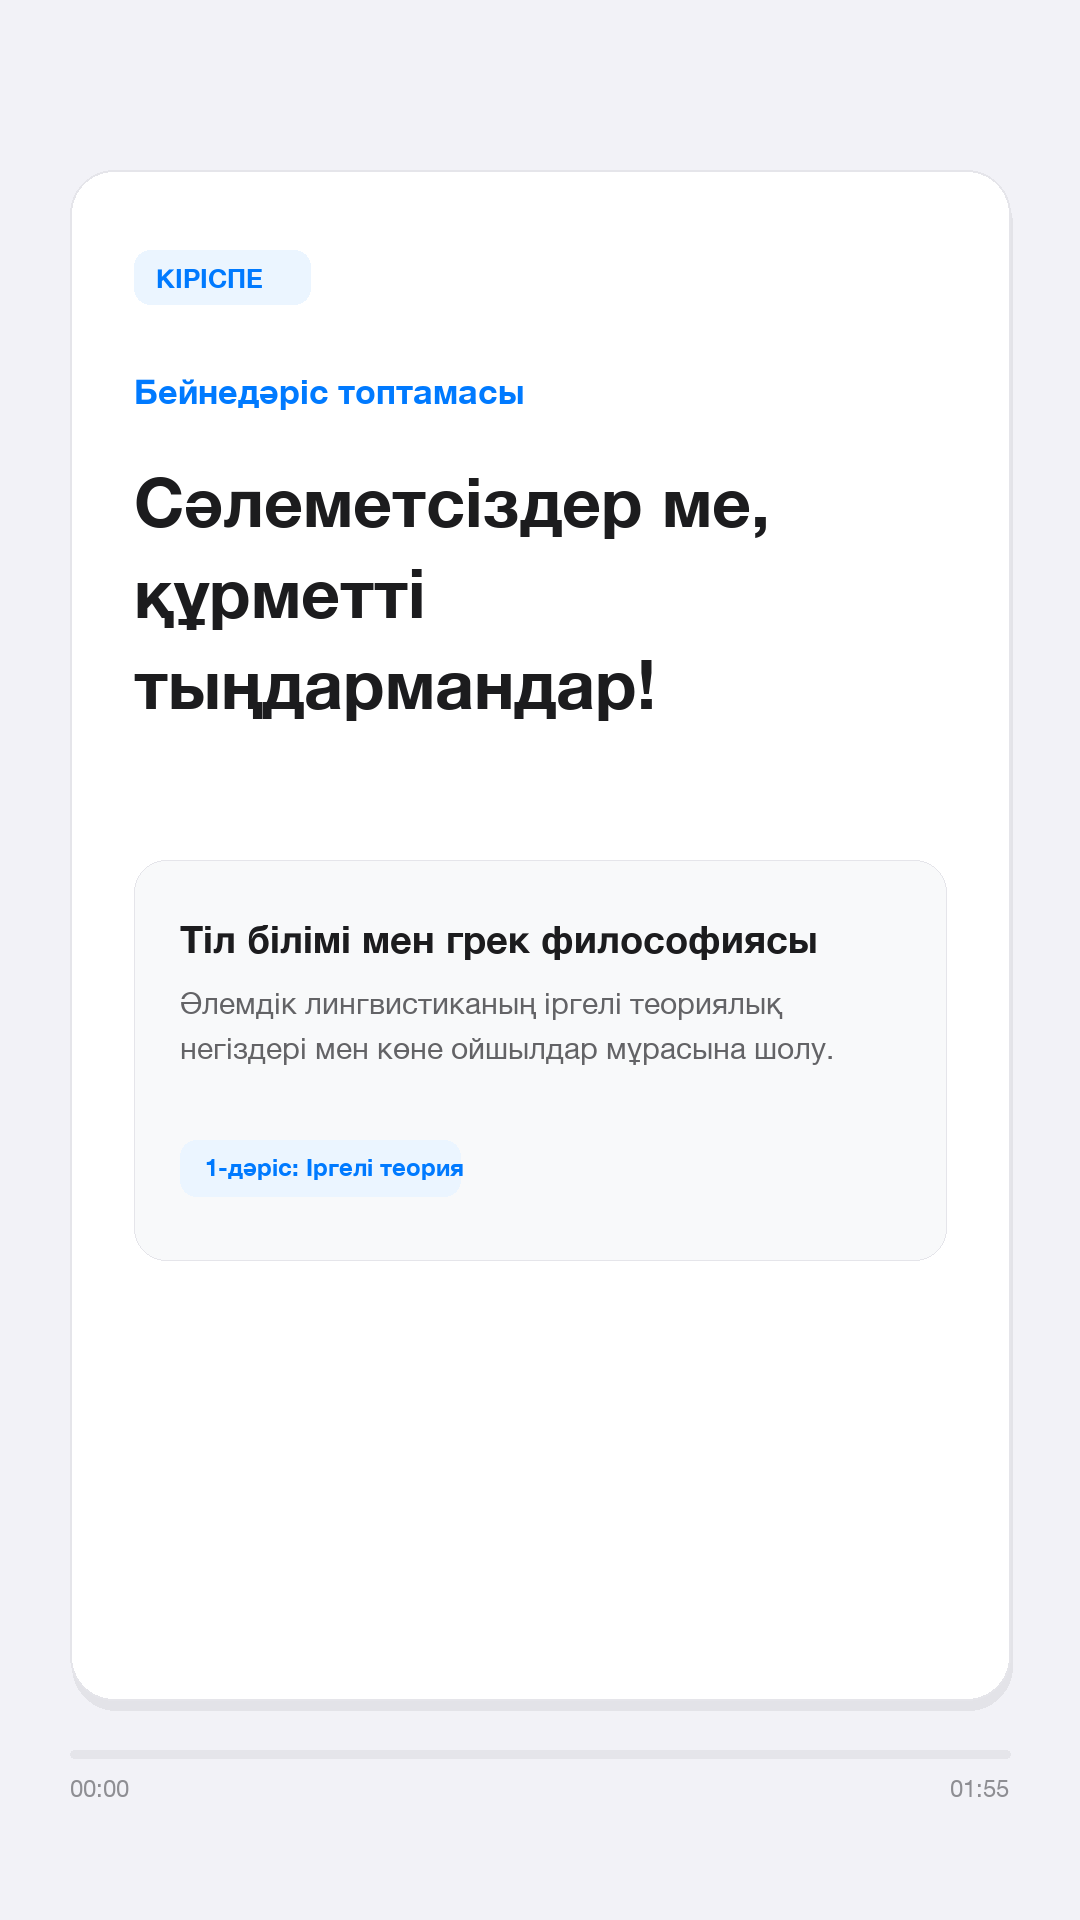 КІРІСПЕ
Бейнедәріс топтамасы
Сәлеметсіздер ме,
құрметті
тыңдармандар!
Тіл білімі мен грек философиясы
Әлемдік лингвистиканың іргелі теориялық
негіздері мен көне ойшылдар мұрасына шолу.
1-дәріс: Іргелі теория
00:00
01:55